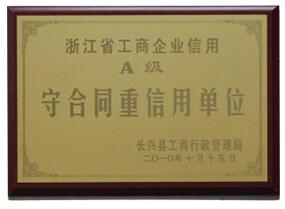 浙江省工商企业信用
A 级
守合同重信用单位
长兴县工商行政管理局
二〇一〇年十月十五日